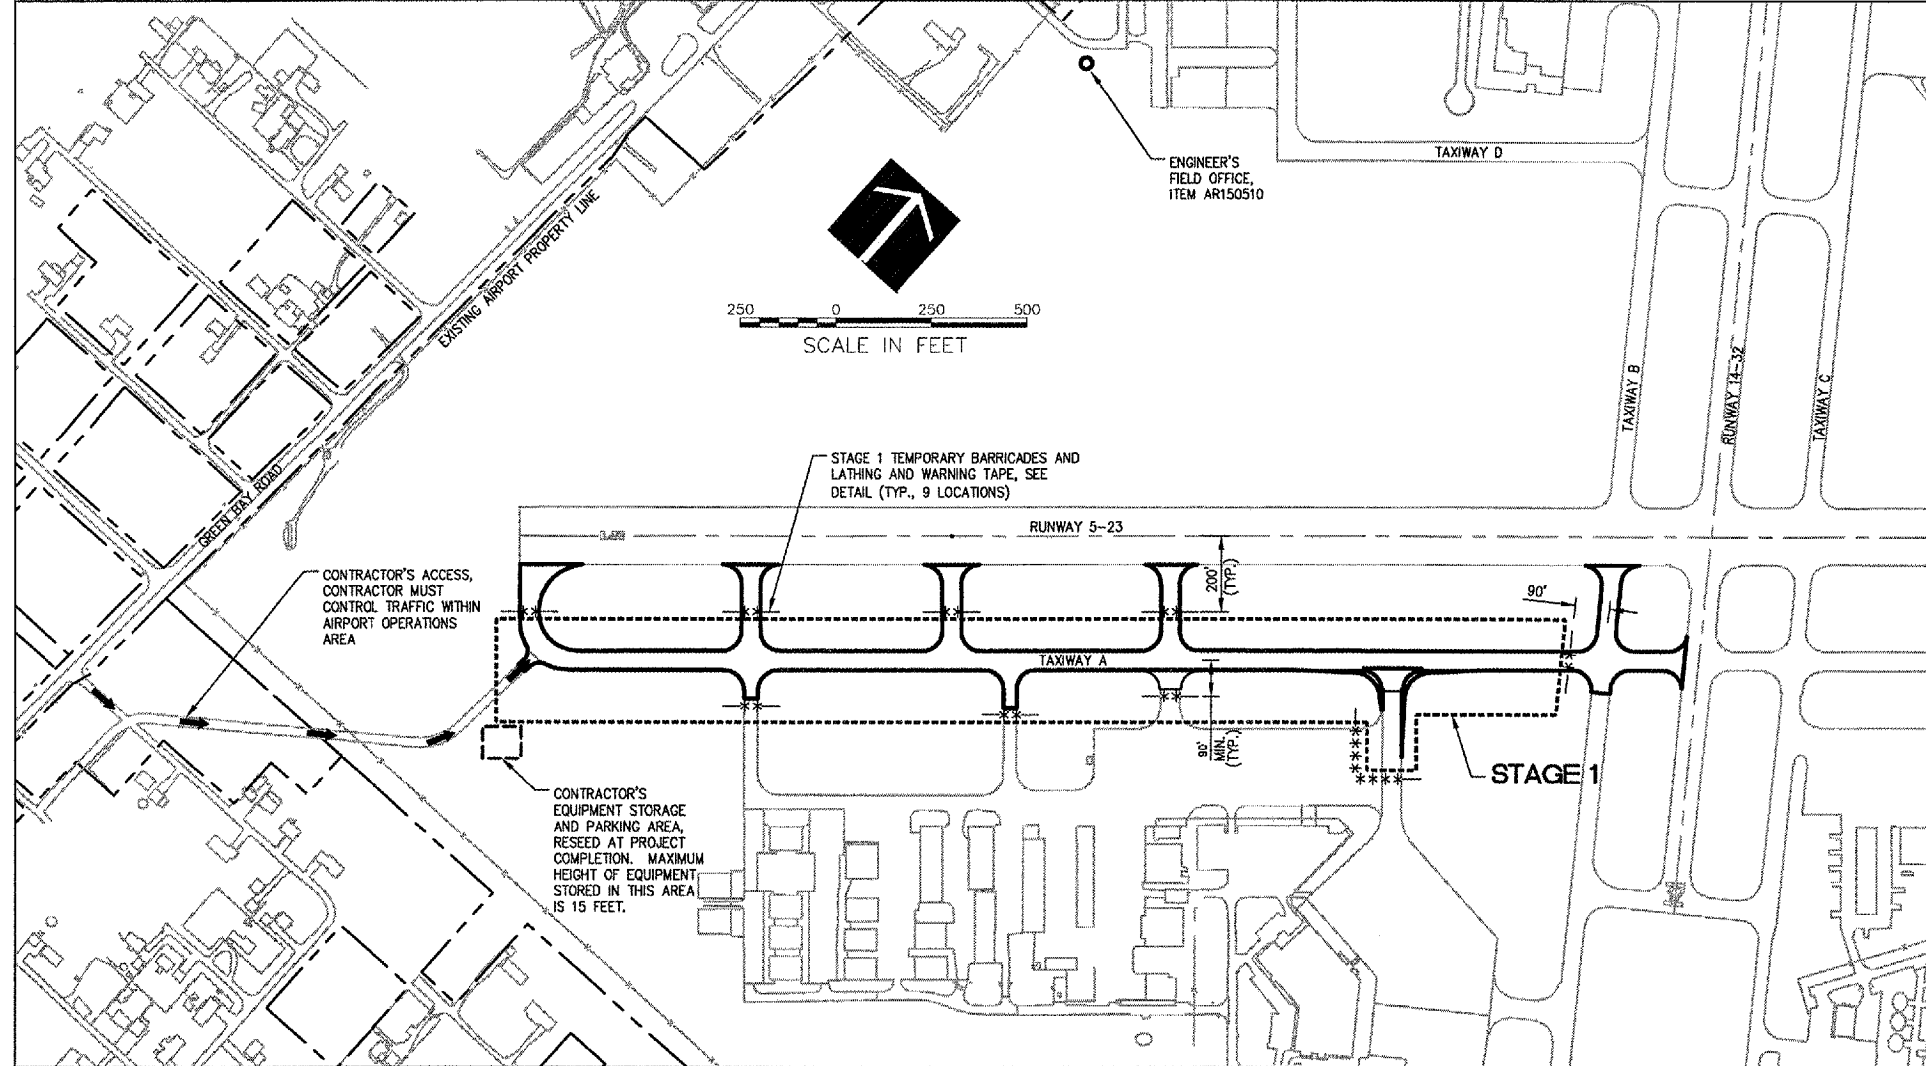 ENGINEER'S
FIELD OFFICE,
ITEM AR150510
TAXIWAY D
EXISTING AIRPORT PROPERTY LINE
250 0 250 500
SCALE IN FEET
TAXIWAY B
RUNWAY 14-32
TAXIWAY C
STAGE 1 TEMPORARY BARRICADES AND
LATHING AND WARNING TAPE, SEE
DETAIL (TYP., 9 LOCATIONS)
GREEN BAY ROAD
RUNWAY 5-23
CONTRACTOR'S ACCESS,
CONTRACTOR MUST
CONTROL TRAFFIC WITHIN
AIRPORT OPERATIONS
AREA
200'
(TYP.)
90'
TAXIWAY A
90'
MIN.
(TYP.)
STAGE 1
CONTRACTOR'S
EQUIPMENT STORAGE
AND PARKING AREA,
RESEED AT PROJECT
COMPLETION. MAXIMUM
HEIGHT OF EQUIPMENT
STORED IN THIS AREA
IS 15 FEET.